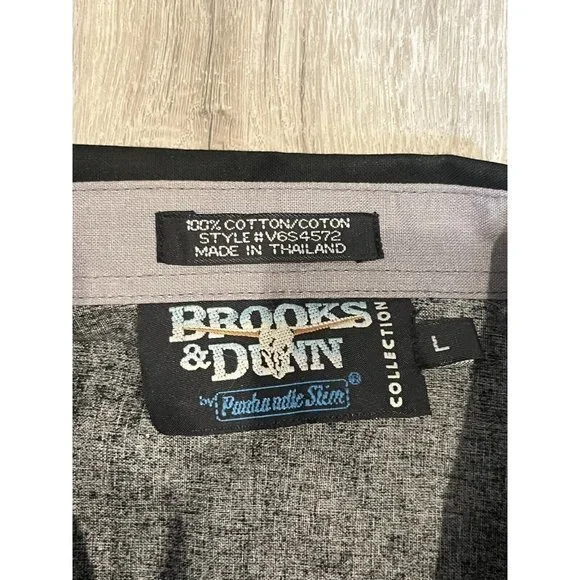 100% COTTON/COTON
STYLE #V6S4572
MADE IN THAILAND
BROOKS
& DUNN
COLLECTION
by: Panhandle Slim®
L